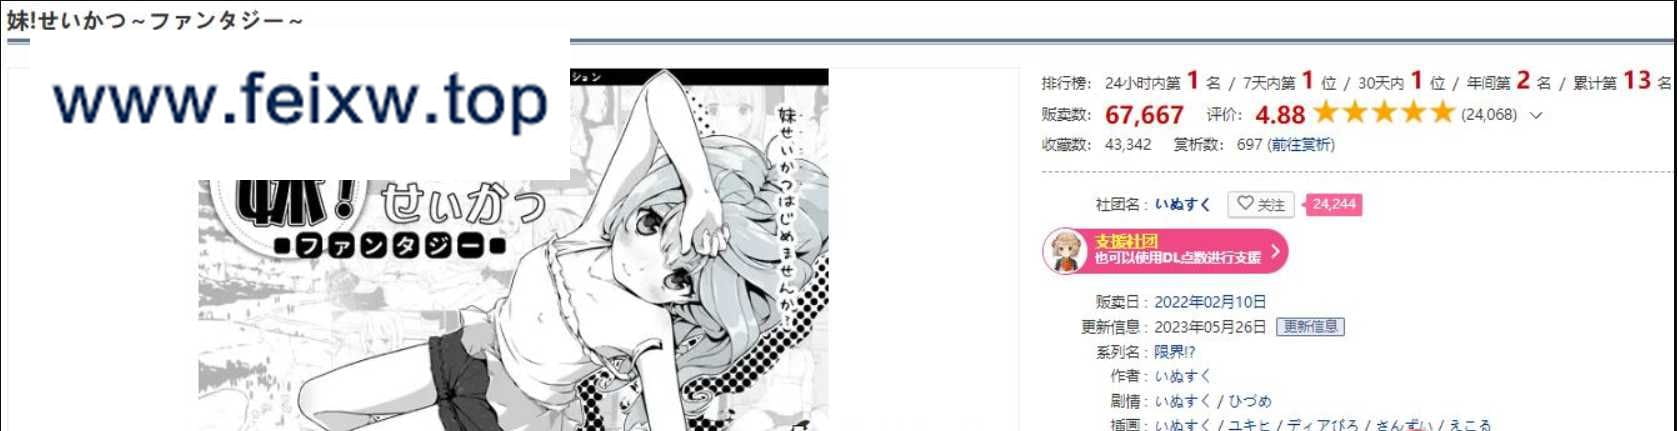 妹!せいかつ~ファンタジー~
www.feixw.top
ション
妹せいかつはじめませんか?
妹!せいかつ
■ファンタジー■
排行榜: 24小时内第 1 名 / 7天内第 1 位 / 30天内 1 位 / 年间第 2 名 / 累计第 13 名
贩卖数: 67,667 评价: 4.88 ★★★★★ (24,068)
收藏数: 43,342 赏析数: 697 (前往赏析)
社团名 : いぬすく ♡ 关注 24,244
支援社团
也可以使用DL点数进行支援
贩卖日 : 2022年02月10日
更新信息 : 2023年05月26日 更新信息
系列名 : 限界!?
作者 : いぬすく
剧情 : いぬすく / ひづめ
插画 : いぬすく / ユキヒ / ディアびろ / さんずい / えこる